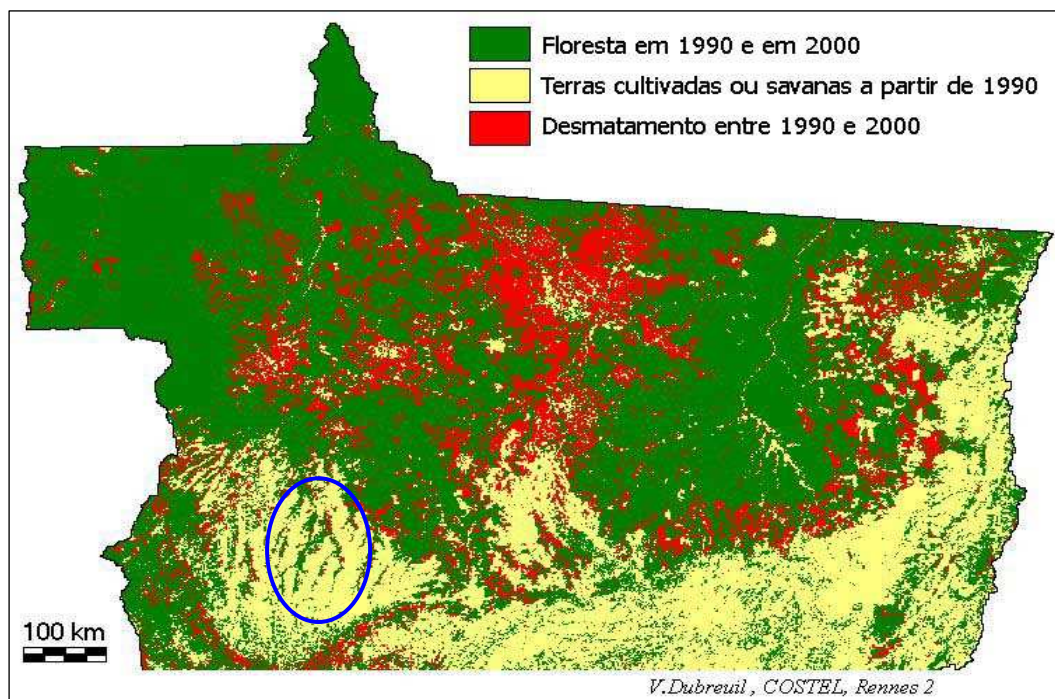 Floresta em 1990 e em 2000
Terras cultivadas ou savanas a partir de 1990
Desmatamento entre 1990 e 2000
100 km
V.Dubreuil , COSTEL, Rennes 2